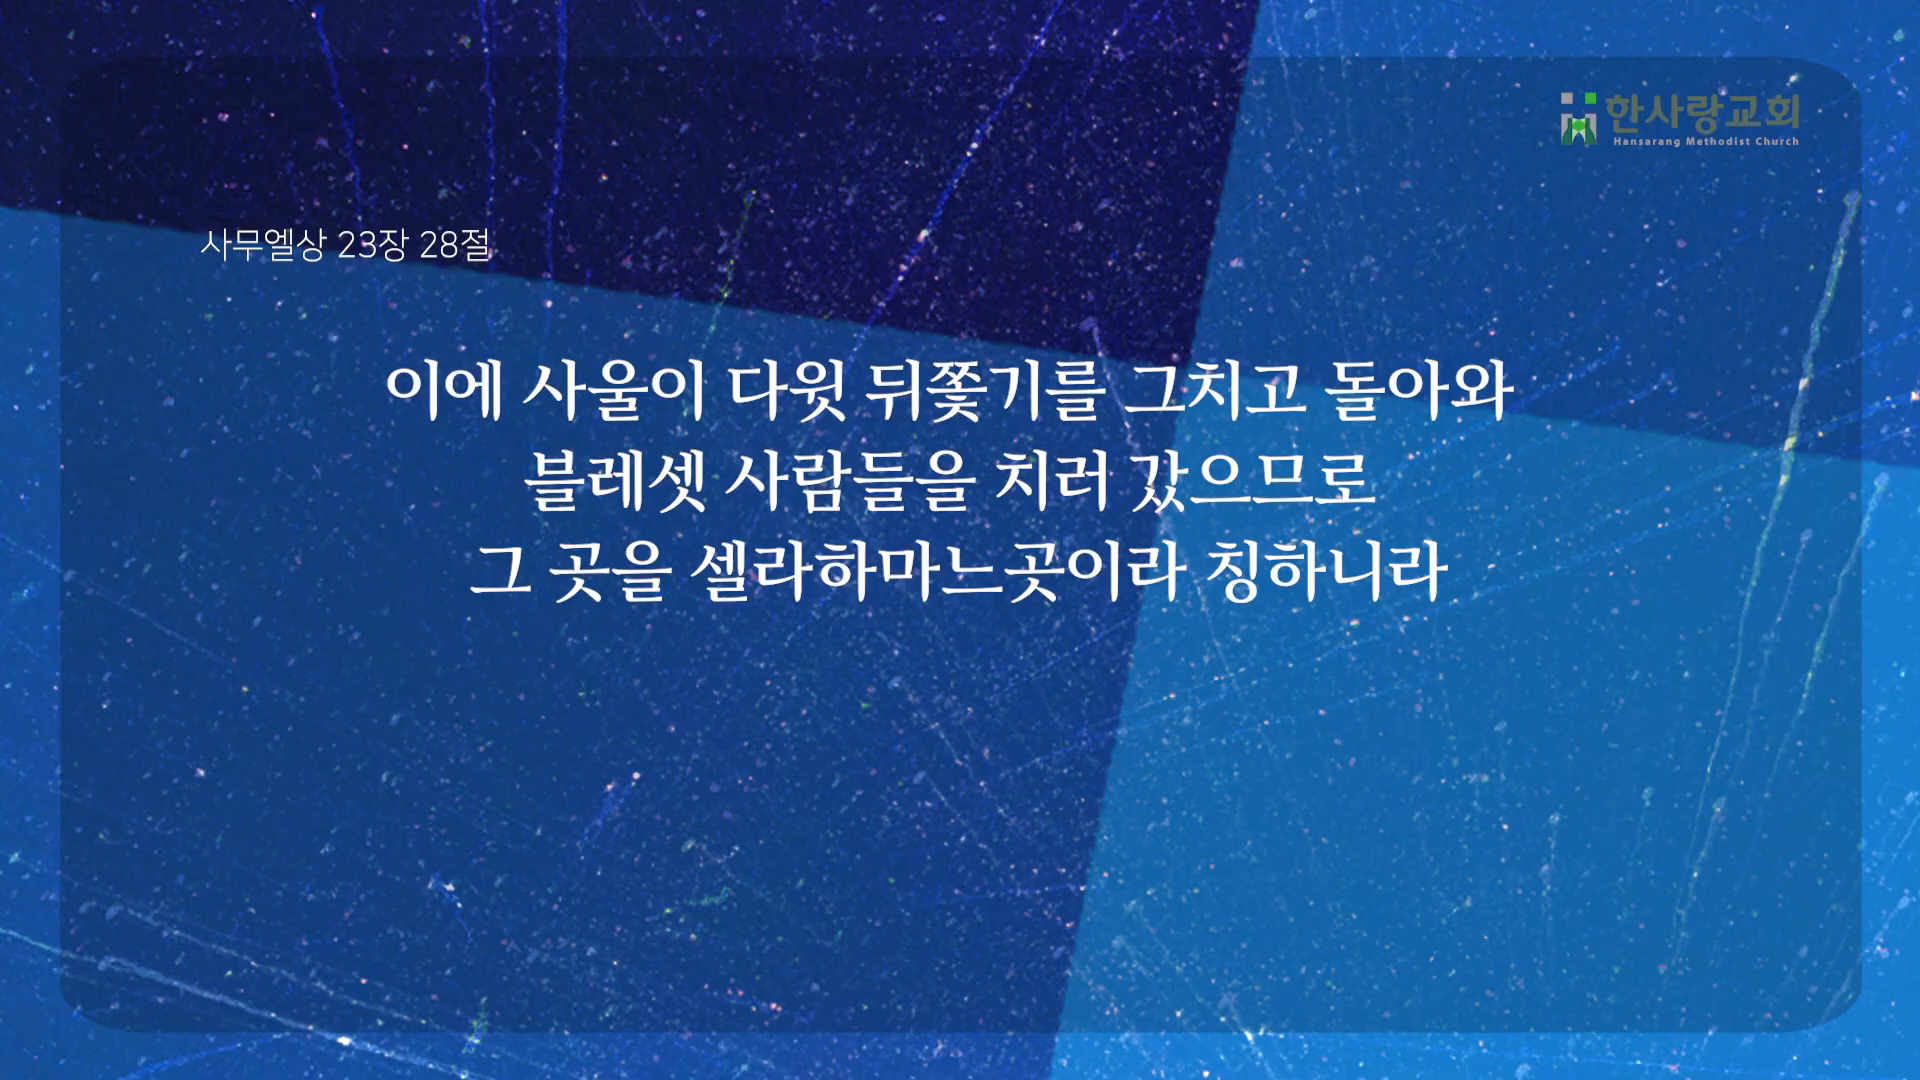 한사랑교회
Hansarang Methodist Church
사무엘상 23장 28절
이에 사울이 다윗 뒤쫓기를 그치고 돌아와
블레셋 사람들을 치러 갔으므로
그 곳을 셀라하마느곳이라 칭하니라